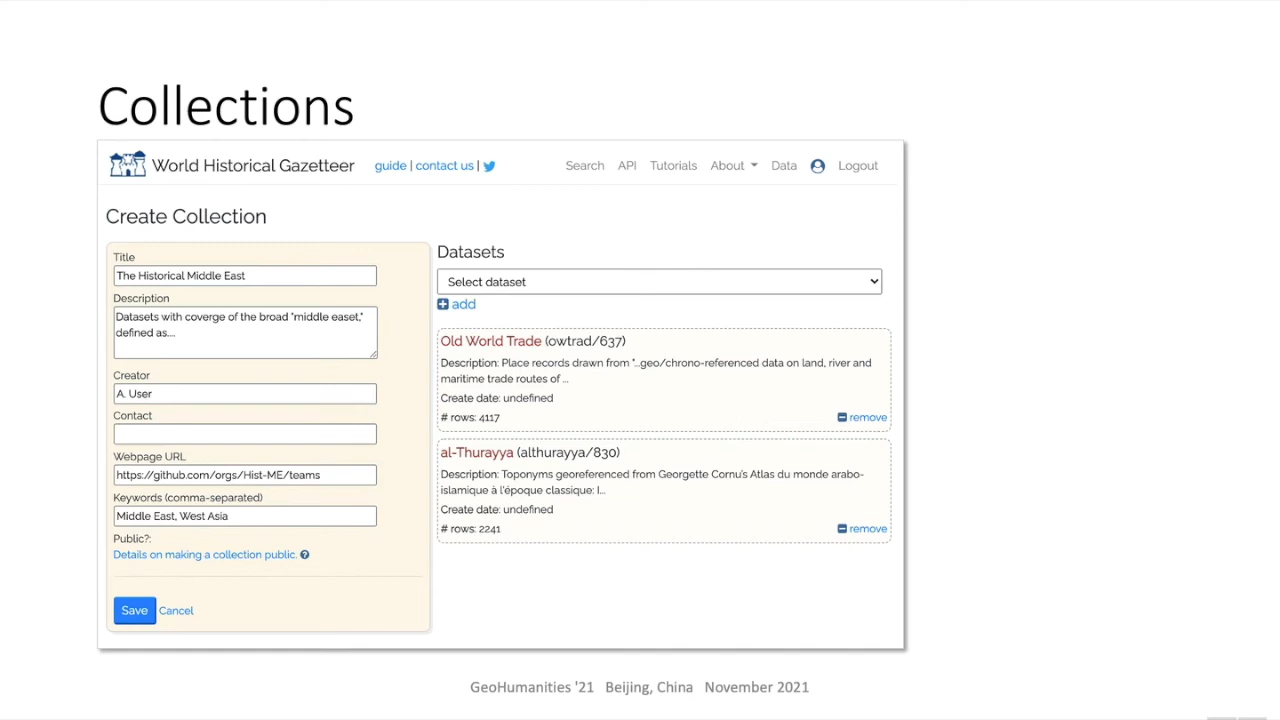 Collections
World Historical Gazetteer guide | contact us | Search API Tutorials About Data Logout
Create Collection
Title
The Historical Middle East
Description
Datasets with coverge of the broad "middle easet,"
defined as....
Creator
A. User
Contact
Webpage URL
https://github.com/orgs/Hist-ME/teams
Keywords (comma-separated)
Middle East, West Asia
Public?:
Details on making a collection public.
Save Cancel
Datasets
Select dataset
add
Old World Trade (owtrad/637)
Description: Place records drawn from "...geo/chrono-referenced data on land, river and
maritime trade routes of ...
Create date: undefined
# rows: 4117 remove
al-Thurayya (althurayya/830)
Description: Toponyms georeferenced from Georgette Cornu's Atlas du monde arabo-
islamique à l'époque classique: I...
Create date: undefined
# rows: 2241 remove
GeoHumanities '21 Beijing, China November 2021